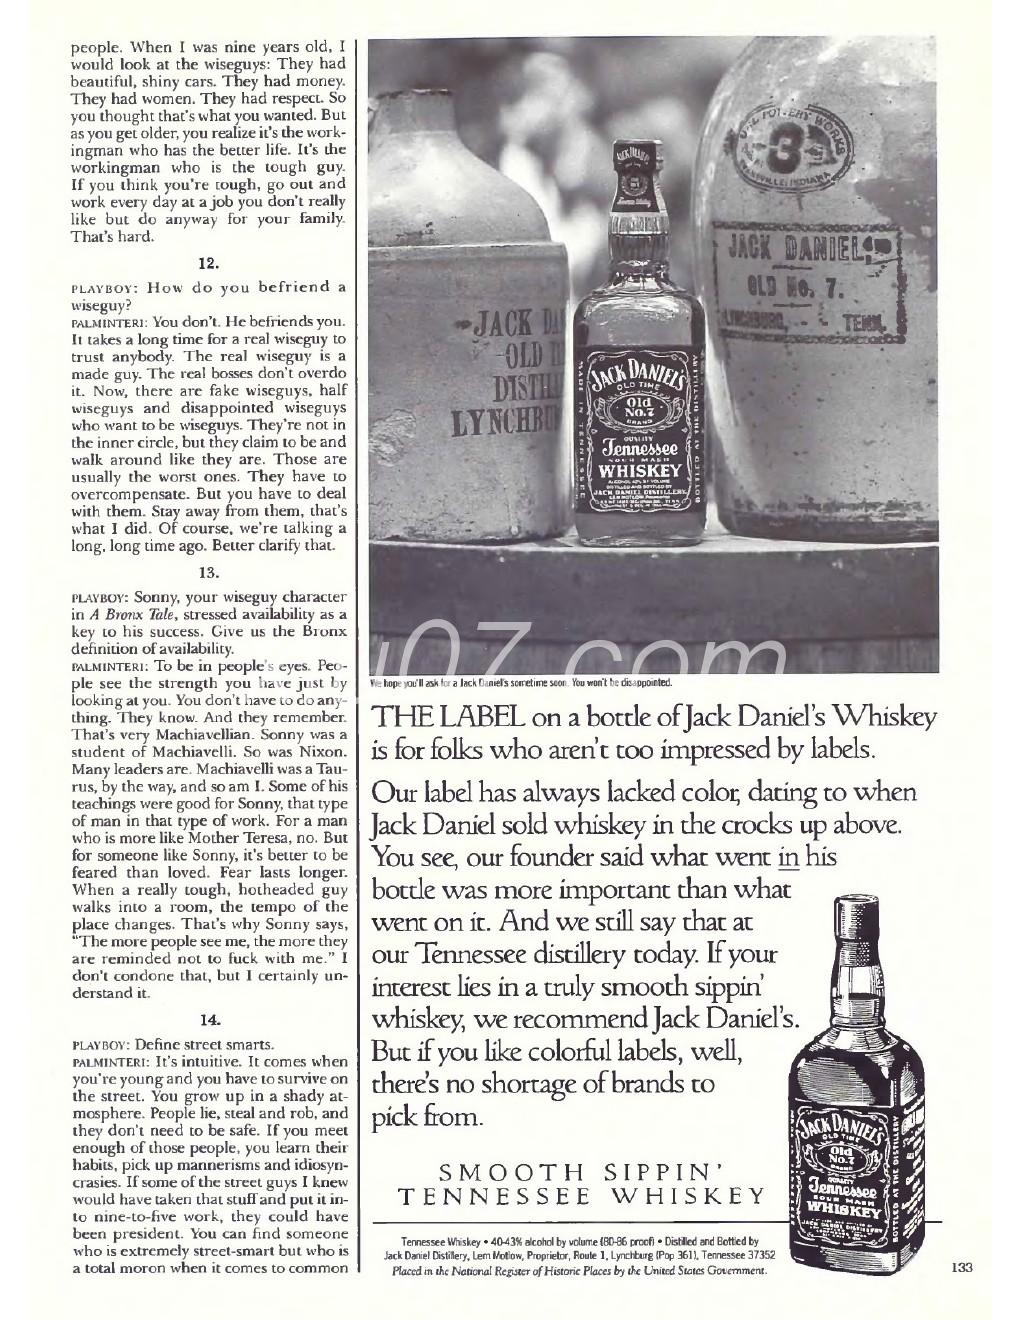 people. When I was nine years old, I
would look at the wiseguys: They had
beautiful, shiny cars. They had money.
They had women. They had respect. So
you thought that's what you wanted. But
as you get older, you realize it's the work-
ingman who has the better life. It's the
workingman who is the tough guy.
If you think you're tough, go out and
work every day at a job you don't really
like but do anyway for your family.
That's hard.
12.
PLAYBOY: How do you befriend a
wiseguy?
PALMINTERI: You don't. He befriends you.
It takes a long time for a real wiseguy to
trust anybody. The real wiseguy is a
made guy. The real bosses don't overdo
it. Now, there are fake wiseguys, half
wiseguys and disappointed wiseguys
who want to be wiseguys. They're not in
the inner circle, but they claim to be and
walk around like they are. Those are
usually the worst ones. They have to
overcompensate. But you have to deal
with them. Stay away from them, that's
what I did. Of course, we're talking a
long, long time ago. Better clarify that.
13.
PLAYBOY: Sonny, your wiseguy character
in A Bronx Tale, stressed availability as a
key to his success. Give us the Bronx
definition of availability.
PALMINTERI: To be in people's eyes. Peo-
ple see the strength you have just by
looking at you. You don't have to do any-
thing. They know. And they remember.
That's very Machiavellian. Sonny was a
student of Machiavelli. So was Nixon.
Many leaders are. Machiavelli was a Tau-
rus, by the way, and so am I. Some of his
teachings were good for Sonny, that type
of man in that type of work. For a man
who is more like Mother Teresa, no. But
for someone like Sonny, it's better to be
feared than loved. Fear lasts longer.
When a really tough, hotheaded guy
walks into a room, the tempo of the
place changes. That's why Sonny says,
"The more people see me, the more they
are reminded not to fuck with me." I
don't condone that, but I certainly un-
derstand it.
14.
PLAYBOY: Define street smarts.
PALMINTERI: It's intuitive. It comes when
you're young and you have to survive on
the street. You grow up in a shady at-
mosphere. People lie, steal and rob, and
they don't need to be safe. If you meet
enough of those people, you learn their
habits, pick up mannerisms and idiosyn-
crasies. If some of the street guys I knew
would have taken that stuff and put it in-
to nine-to-five work, they could have
been president. You can find someone
who is extremely street-smart but who is
a total moron when it comes to common
3
JACK DANIEL
OLD No. 7.
LYNCHBURG, TENN.
JACK DA
OLD
DISTIL
LYNCHBU
JACK DANIEL'S
OLD TIME
Old
No.7
BRAND
QUALITY
Tennessee
SOUR MASH
WHISKEY
JACK DANIEL DISTILLERY
MADE IN TENNESSEE
BOTTLED AT THE DISTILLERY
u07.com
We hope you'll ask for a Jack Daniel's sometime soon. You won't be disappointed.
THE LABEL on a bottle of Jack Daniel's Whiskey
is for folks who aren't too impressed by labels.
Our label has always lacked color, dating to when
Jack Daniel sold whiskey in the crocks up above.
You see, our founder said what went in his
bottle was more important than what
went on it. And we still say that at
our Tennessee distillery today. If your
interest lies in a truly smooth sippin'
whiskey, we recommend Jack Daniel's.
But if you like colorful labels, well,
there's no shortage of brands to
pick from.
SMOOTH SIPPIN'
TENNESSEE WHISKEY
JACK DANIEL'S
OLD TIME
Old
No.7
BRAND
QUALITY
Tennessee
SOUR MASH
WHISKEY
Tennessee Whiskey • 40-43% alcohol by volume (80-86 proof) • Distilled and Bottled by
Jack Daniel Distillery, Lem Motlow, Proprietor, Route 1, Lynchburg (Pop 361), Tennessee 37352
Placed in the National Register of Historic Places by the United States Government.
133